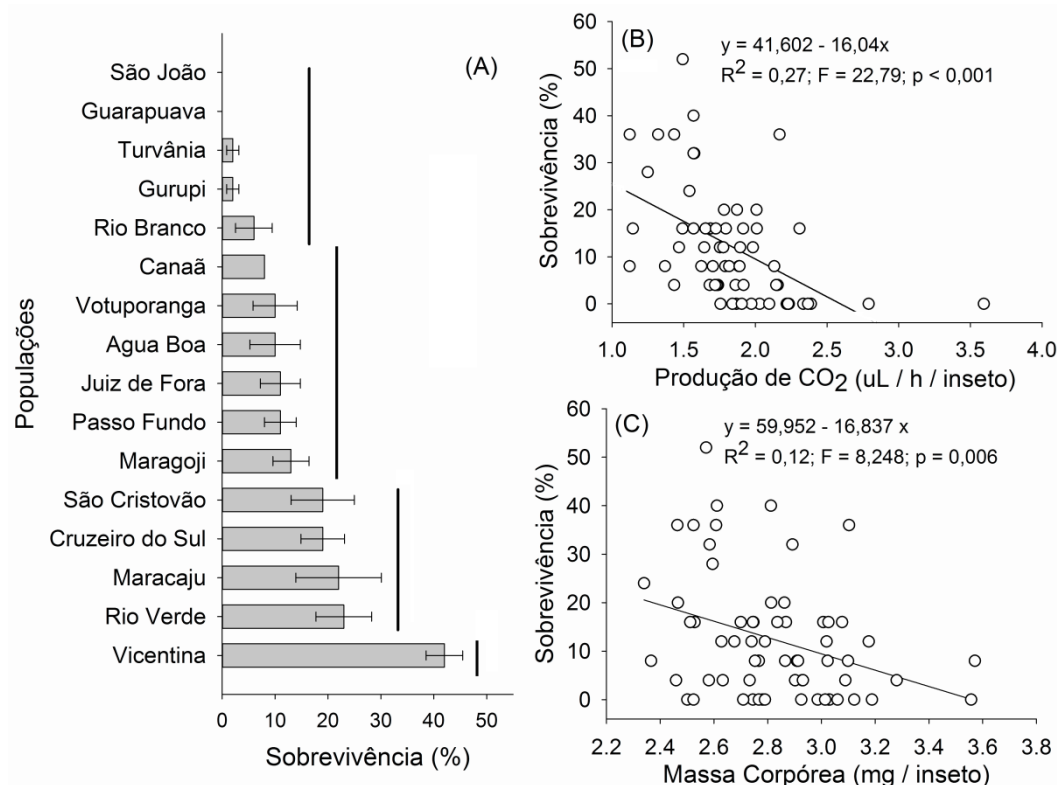 (A)
Populações
São João
Guarapuava
Turvânia
Gurupi
Rio Branco
Canaã
Votuporanga
Agua Boa
Juiz de Fora
Passo Fundo
Maragoji
São Cristovão
Cruzeiro do Sul
Maracaju
Rio Verde
Vicentina
0 10 20 30 40 50
Sobrevivência (%)
(B)
y = 41,602 - 16,04x
R² = 0,27; F = 22,79; p < 0,001
Sobrevivência (%)
60
50
40
30
20
10
0
1.0 1.5 2.0 2.5 3.0 3.5 4.0
Produção de CO₂ (uL / h / inseto)
(C)
y = 59,952 - 16,837 x
R² = 0,12; F = 8,248; p = 0,006
Sobrevivência (%)
60
50
40
30
20
10
0
2.2 2.4 2.6 2.8 3.0 3.2 3.4 3.6 3.8
Massa Corpórea (mg / inseto)